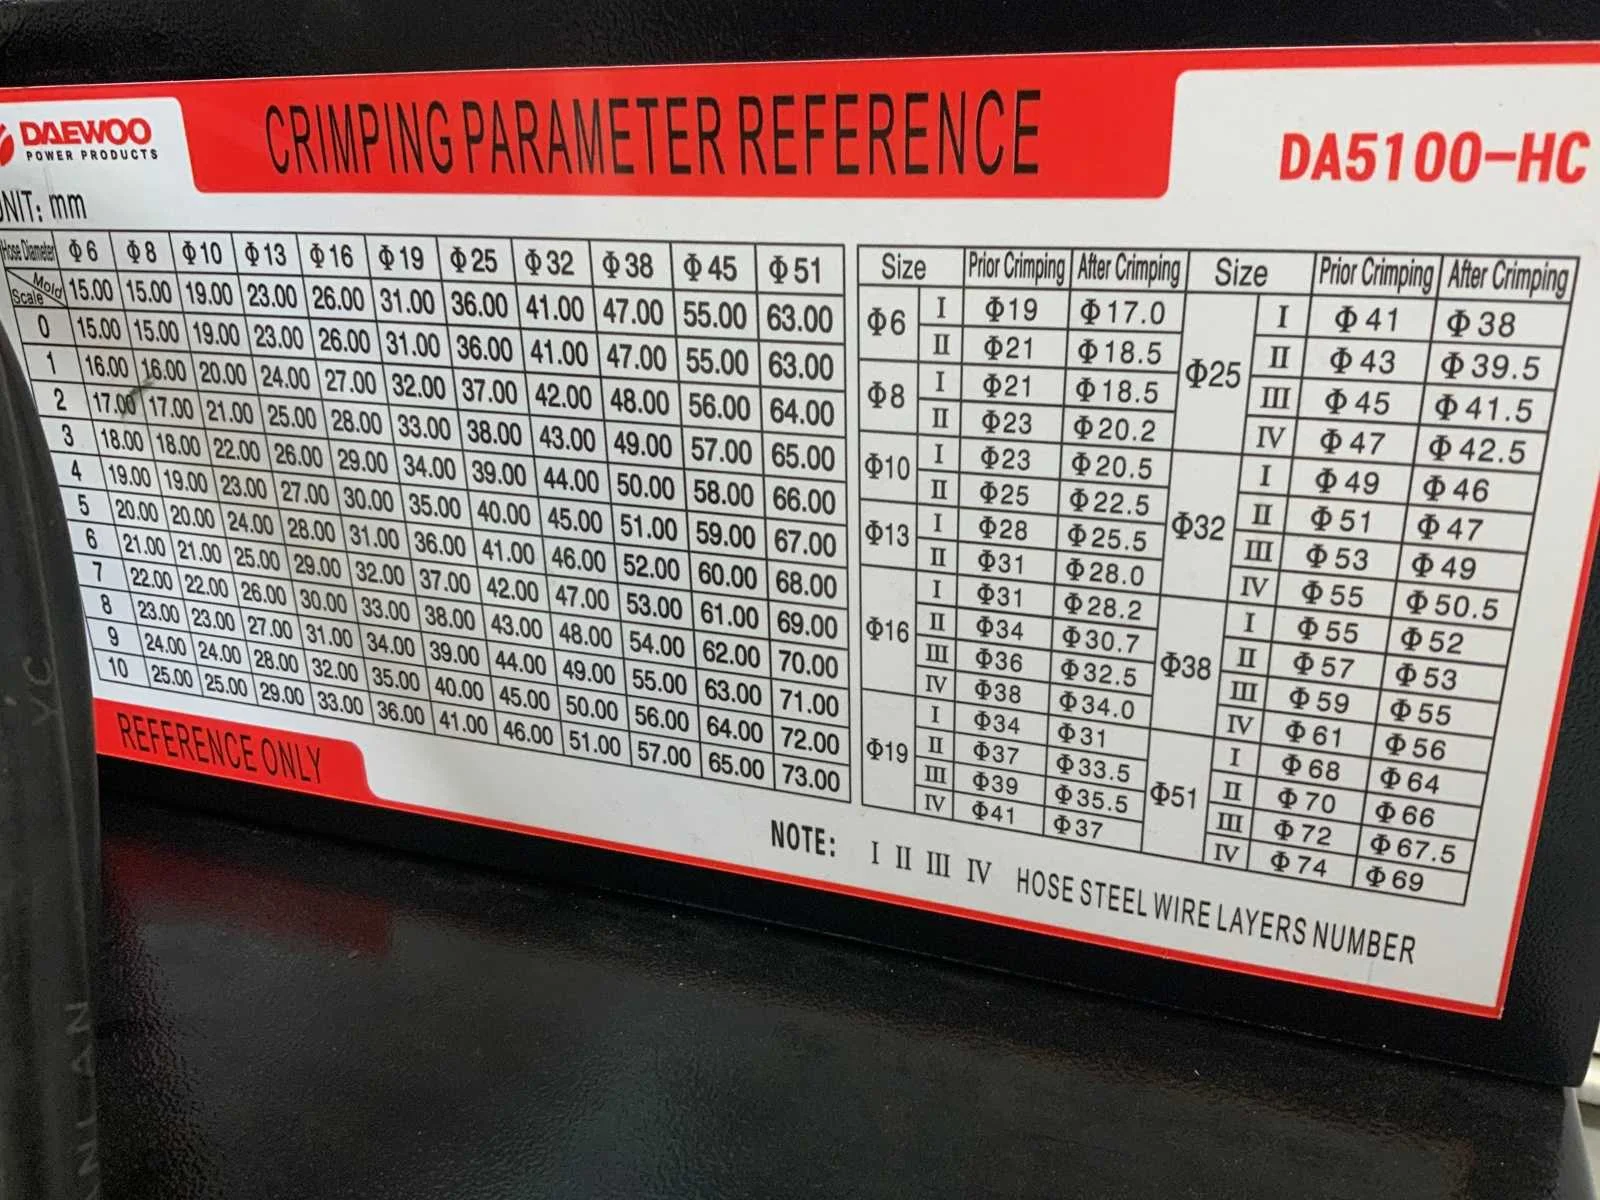 DAEWOO
POWER PRODUCTS
CRIMPING PARAMETER REFERENCE
DA5100-HC
UNIT: mm
Hose Diameter Φ6 Φ8 Φ10 Φ13 Φ16 Φ19 Φ25 Φ32 Φ38 Φ45 Φ51
Scale Mold 15.00 15.00 19.00 23.00 26.00 31.00 36.00 41.00 47.00 55.00 63.00
0 15.00 15.00 19.00 23.00 26.00 31.00 36.00 41.00 47.00 55.00 63.00
1 16.00 16.00 20.00 24.00 27.00 32.00 37.00 42.00 48.00 56.00 64.00
2 17.00 17.00 21.00 25.00 28.00 33.00 38.00 43.00 49.00 57.00 65.00
3 18.00 18.00 22.00 26.00 29.00 34.00 39.00 44.00 50.00 58.00 66.00
4 19.00 19.00 23.00 27.00 30.00 35.00 40.00 45.00 51.00 59.00 67.00
5 20.00 20.00 24.00 28.00 31.00 36.00 41.00 46.00 52.00 60.00 68.00
6 21.00 21.00 25.00 29.00 32.00 37.00 42.00 47.00 53.00 61.00 69.00
7 22.00 22.00 26.00 30.00 33.00 38.00 43.00 48.00 54.00 62.00 70.00
8 23.00 23.00 27.00 31.00 34.00 39.00 44.00 49.00 55.00 63.00 71.00
9 24.00 24.00 28.00 32.00 35.00 40.00 45.00 50.00 56.00 64.00 72.00
10 25.00 25.00 29.00 33.00 36.00 41.00 46.00 51.00 57.00 65.00 73.00
REFERENCE ONLY
Size Prior Crimping After Crimping
Φ6 I Φ19 Φ17.0
II Φ21 Φ18.5
Φ8 I Φ21 Φ18.5
II Φ23 Φ20.2
Φ10 I Φ23 Φ20.5
II Φ25 Φ22.5
Φ13 I Φ28 Φ25.5
II Φ31 Φ28.0
Φ16 I Φ31 Φ28.2
II Φ34 Φ30.7
III Φ36 Φ32.5
IV Φ38 Φ34.0
Φ19 I Φ34 Φ31
II Φ37 Φ33.5
III Φ39 Φ35.5
IV Φ41 Φ37
Size Prior Crimping After Crimping
Φ25 I Φ41 Φ38
II Φ43 Φ39.5
III Φ45 Φ41.5
IV Φ47 Φ42.5
Φ32 I Φ49 Φ46
II Φ51 Φ47
III Φ53 Φ49
IV Φ55 Φ50.5
Φ38 I Φ55 Φ52
II Φ57 Φ53
III Φ59 Φ55
IV Φ61 Φ56
Φ51 I Φ68 Φ64
II Φ70 Φ66
III Φ72 Φ67.5
IV Φ74 Φ69
NOTE: I II III IV HOSE STEEL WIRE LAYERS NUMBER
YC